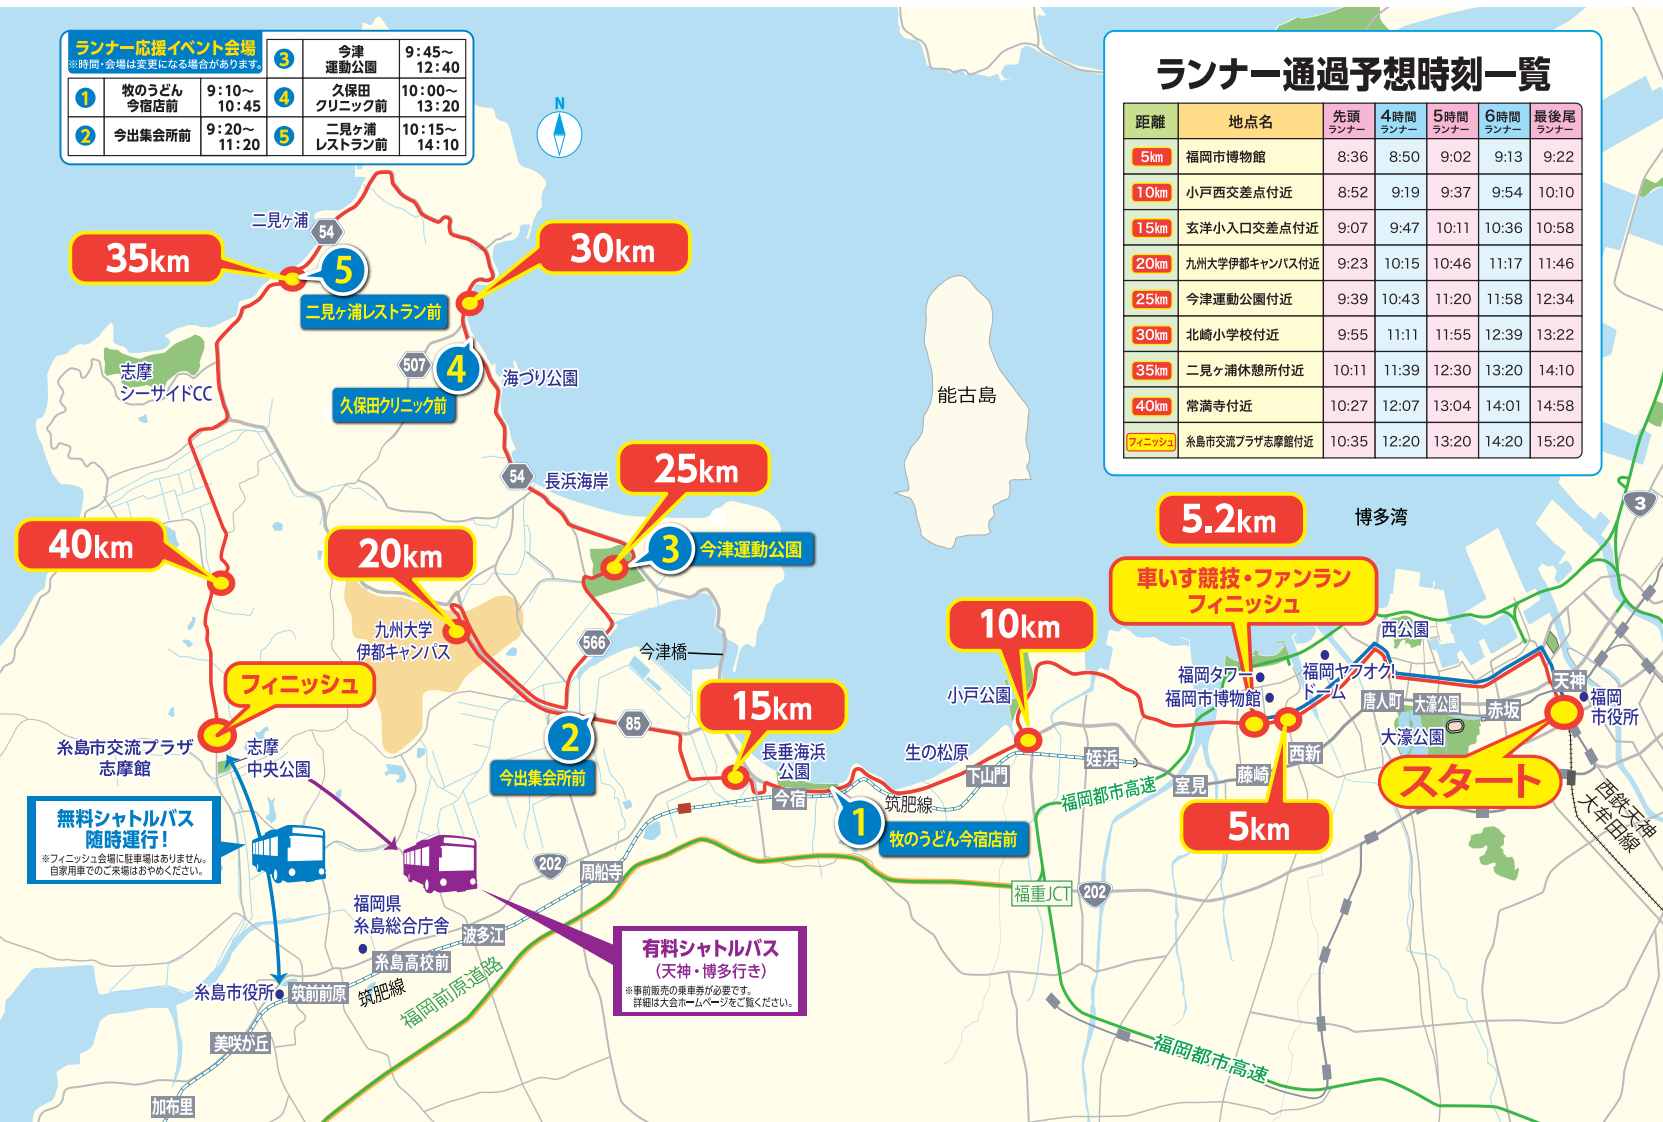 ランナー応援イベント会場
※時間・会場は変更になる場合があります。
1 牧のうどん 今宿店前 9:10～10:45
2 今出集会所前 9:20～11:20
3 今津 運動公園 9:45～12:40
4 久保田 クリニック前 10:00～13:20
5 二見ヶ浦 レストラン前 10:15～14:10
N
ランナー通過予想時刻一覧
距離 地点名 先頭ランナー 4時間ランナー 5時間ランナー 6時間ランナー 最後尾ランナー
5km 福岡市博物館 8:36 8:50 9:02 9:13 9:22
10km 小戸西交差点付近 8:52 9:19 9:37 9:54 10:10
15km 玄洋小入口交差点付近 9:07 9:47 10:11 10:36 10:58
20km 九州大学伊都キャンパス付近 9:23 10:15 10:46 11:17 11:46
25km 今津運動公園付近 9:39 10:43 11:20 11:58 12:34
30km 北崎小学校付近 9:55 11:11 11:55 12:39 13:22
35km 二見ヶ浦休憩所付近 10:11 11:39 12:30 13:20 14:10
40km 常満寺付近 10:27 12:07 13:04 14:01 14:58
フィニッシュ 糸島市交流プラザ志摩館付近 10:35 12:20 13:20 14:20 15:20
二見ヶ浦
54
35km
5
二見ヶ浦レストラン前
30km
507
4
久保田クリニック前
海づり公園
志摩
シーサイドCC
能古島
54
長浜海岸
25km
3
今津運動公園
5.2km
博多湾
3
40km
20km
車いす競技・ファンラン
フィニッシュ
九州大学
伊都キャンパス
566
今津橋
10km
西公園
福岡タワー
福岡市博物館
福岡ヤフオク!
ドーム
唐人町
大濠公園
赤坂
天神
福岡
市役所
フィニッシュ
15km
小戸公園
85
2
今出集会所前
長垂海浜
公園
生の松原
下山門
姪浜
室見
藤崎
西新
大濠公園
スタート
糸島市交流プラザ
志摩館
志摩
中央公園
今宿
筑肥線
福岡都市高速
5km
西鉄天神
大牟田線
1
牧のうどん今宿店前
無料シャトルバス
随時運行!
※フィニッシュ会場に駐車場はありません。
自家用車でのご来場はおやめください。
202
周船寺
福重JCT
202
福岡県
糸島総合庁舎
波多江
糸島高校前
有料シャトルバス
(天神・博多行き)
※事前販売の乗車券が必要です。
詳細は大会ホームページをご覧ください。
糸島市役所
筑前前原
筑肥線
福岡前原道路
美咲が丘
福岡都市高速
加布里